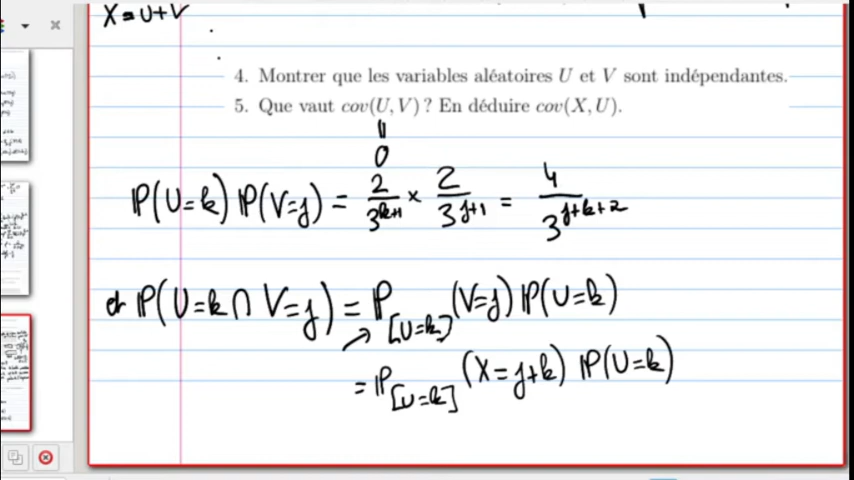 X = U+V
4. Montrer que les variables aléatoires U et V sont indépendantes.
5. Que vaut cov(U, V) ? En déduire cov(X, U).
"
0
P(U=k) P(V=j) = 2/3^{k+1} × 2/3^{j+1} = 4/3^{j+k+2}
et P(U=k ∩ V=j) = P_{[U=k]} (V=j) P(U=k)
= P_{[U=k]} (X = j+k) P(U=k)